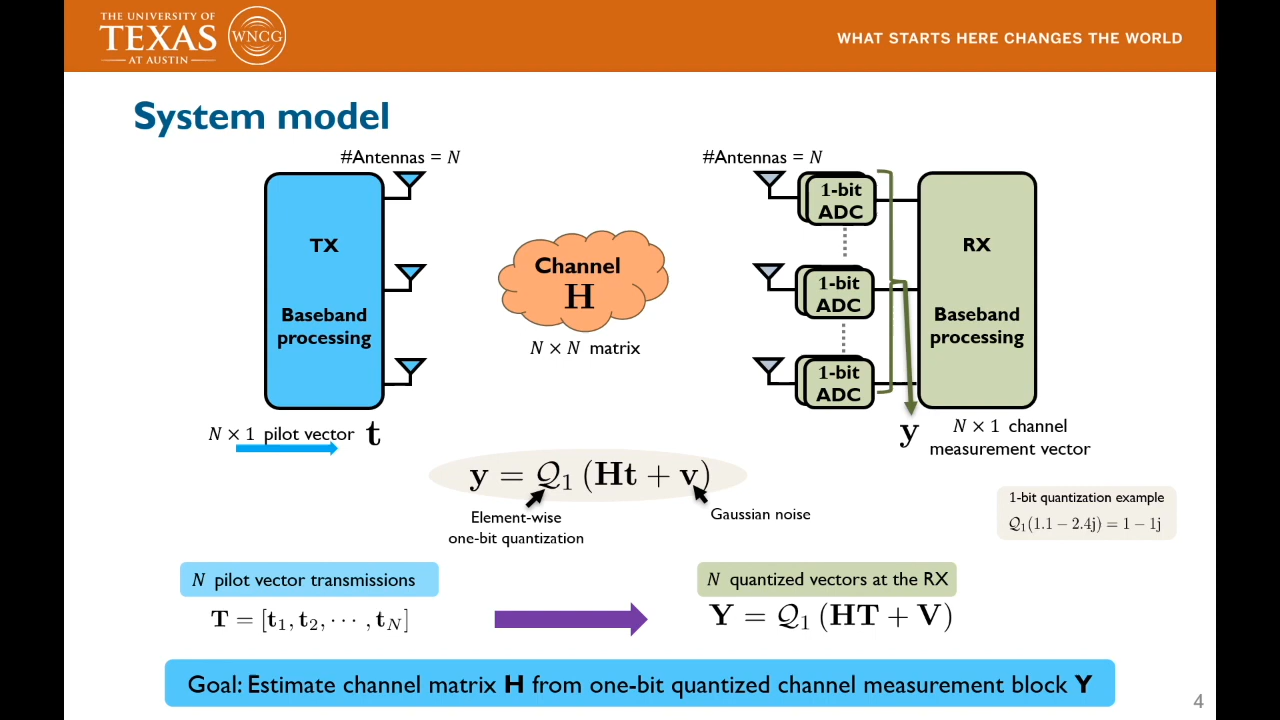 THE UNIVERSITY OF
TEXAS
AT AUSTIN
WNCG
WHAT STARTS HERE CHANGES THE WORLD
System model
#Antennas = N
#Antennas = N
TX
Baseband
processing
Channel
H
N × N matrix
1-bit
ADC
1-bit
ADC
1-bit
ADC
RX
Baseband
processing
N × 1 pilot vector t
y
N × 1 channel
measurement vector
y = 𝒬₁ (Ht + v)
Element-wise
one-bit quantization
Gaussian noise
1-bit quantization example
𝒬₁(1.1 − 2.4j) = 1 − 1j
N pilot vector transmissions
T = [t₁, t₂, ⋯ , t_N]
N quantized vectors at the RX
Y = 𝒬₁ (HT + V)
Goal: Estimate channel matrix H from one-bit quantized channel measurement block Y
4